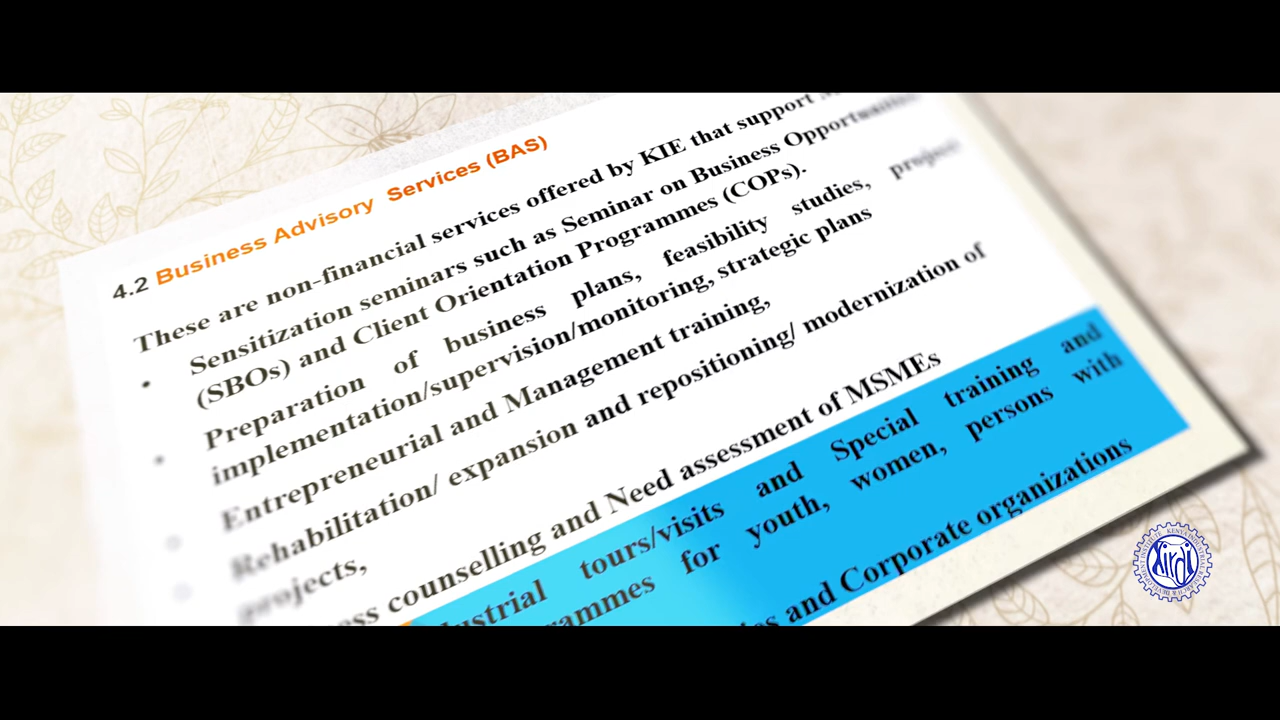 4.2 Business Advisory Services (BAS)
These are non-financial services offered by KIE that support
• Sensitization seminars such as Seminar on Business Opportunities
(SBOs) and Client Orientation Programmes (COPs).
• Preparation of business plans, feasibility studies, project
implementation/supervision/monitoring, strategic plans
Entrepreneurial and Management training,
Rehabilitation/ expansion and repositioning/ modernization of
projects,
counselling and Need assessment of MSMEs
tours/visits and Special training and
for youth, women, persons with
and Corporate organizations
Kirdi